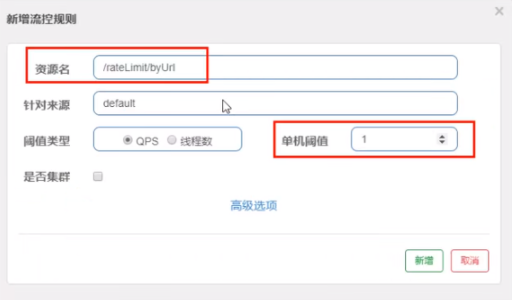 新增流控规则
资源名 /rateLimit/byUrl
针对来源 default
阈值类型 QPS 线程数 单机阈值 1
是否集群
高级选项
新增 取消